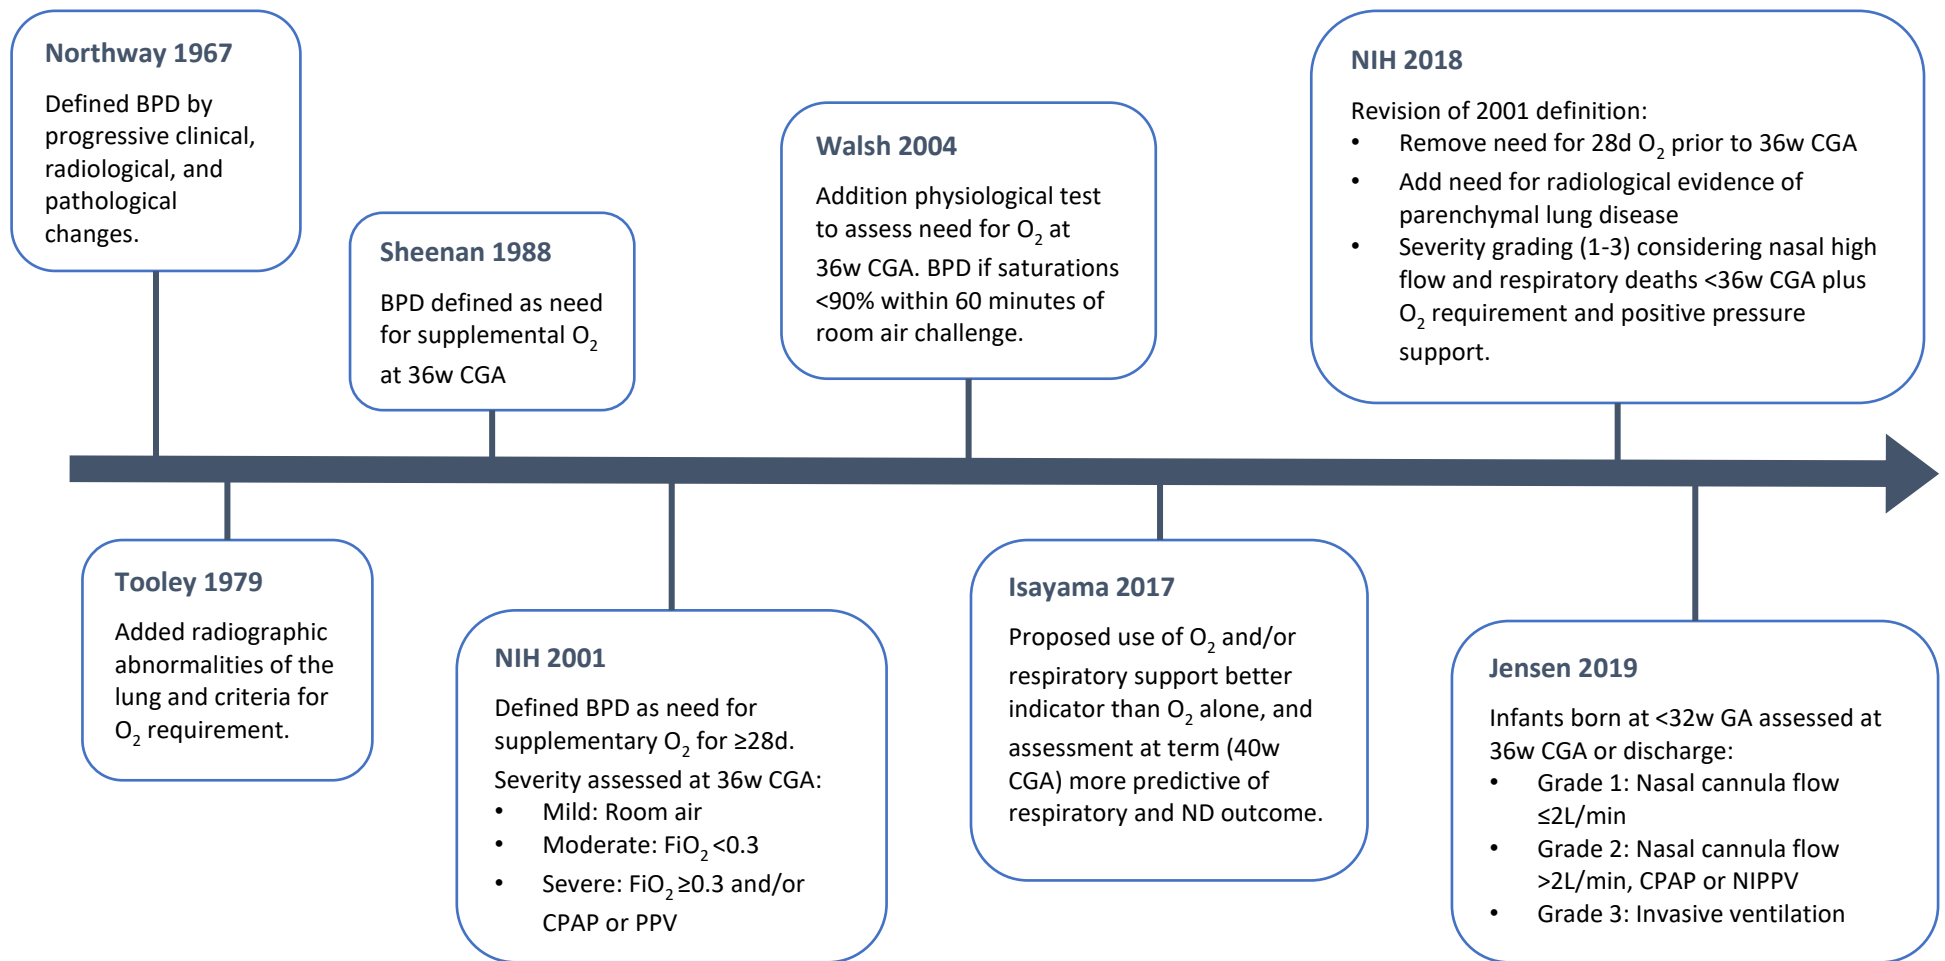 Northway 1967
Defined BPD by
progressive clinical,
radiological, and
pathological
changes.
Tooley 1979
Added radiographic
abnormalities of the
lung and criteria for
O₂ requirement.
Sheenan 1988
BPD defined as need
for supplemental O₂
at 36w CGA
NIH 2001
Defined BPD as need for
supplementary O₂ for ≥28d.
Severity assessed at 36w CGA:
• Mild: Room air
• Moderate: FiO₂ <0.3
• Severe: FiO₂ ≥0.3 and/or
CPAP or PPV
Walsh 2004
Addition physiological test
to assess need for O₂ at
36w CGA. BPD if saturations
<90% within 60 minutes of
room air challenge.
Isayama 2017
Proposed use of O₂ and/or
respiratory support better
indicator than O₂ alone, and
assessment at term (40w
CGA) more predictive of
respiratory and ND outcome.
NIH 2018
Revision of 2001 definition:
• Remove need for 28d O₂ prior to 36w CGA
• Add need for radiological evidence of
parenchymal lung disease
• Severity grading (1-3) considering nasal high
flow and respiratory deaths <36w CGA plus
O₂ requirement and positive pressure
support.
Jensen 2019
Infants born at <32w GA assessed at
36w CGA or discharge:
• Grade 1: Nasal cannula flow
≤2L/min
• Grade 2: Nasal cannula flow
>2L/min, CPAP or NIPPV
• Grade 3: Invasive ventilation